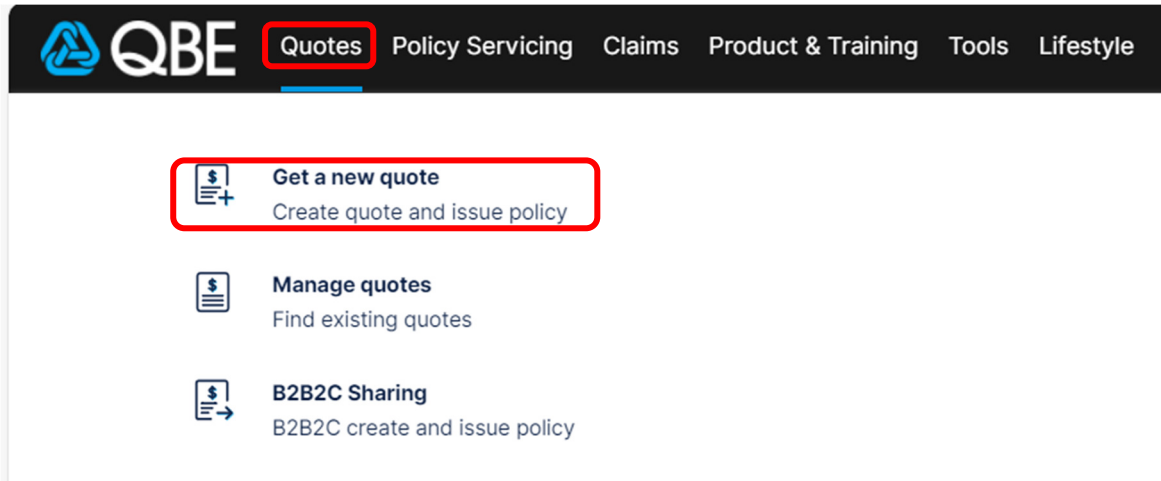 QBE Quotes Policy Servicing Claims Product & Training Tools Lifestyle
$ Get a new quote
Create quote and issue policy
$ Manage quotes
Find existing quotes
$ B2B2C Sharing
B2B2C create and issue policy